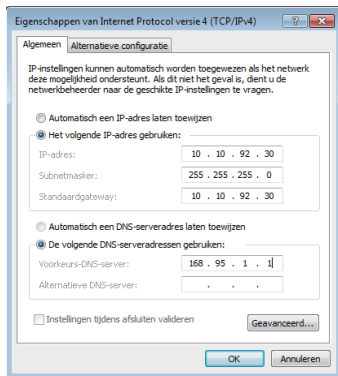 Eigenschappen van Internet Protocol versie 4 (TCP/IPv4)
Algemeen Alternatieve configuratie
IP-instellingen kunnen automatisch worden toegewezen als het netwerk
deze mogelijkheid ondersteunt. Als dit niet het geval is, dient u de
netwerkbeheerder naar de geschikte IP-instellingen te vragen.
Automatisch een IP-adres laten toewijzen
Het volgende IP-adres gebruiken:
IP-adres: 10 . 10 . 92 . 30
Subnetmasker: 255 . 255 . 255 . 0
Standaardgateway: 10 . 10 . 92 . 30
Automatisch een DNS-serveradres laten toewijzen
De volgende DNS-serveradressen gebruiken:
Voorkeurs-DNS-server: 168 . 95 . 1 . 1
Alternatieve DNS-server: . . .
Instellingen tijdens afsluiten valideren
Geavanceerd...
OK Annuleren